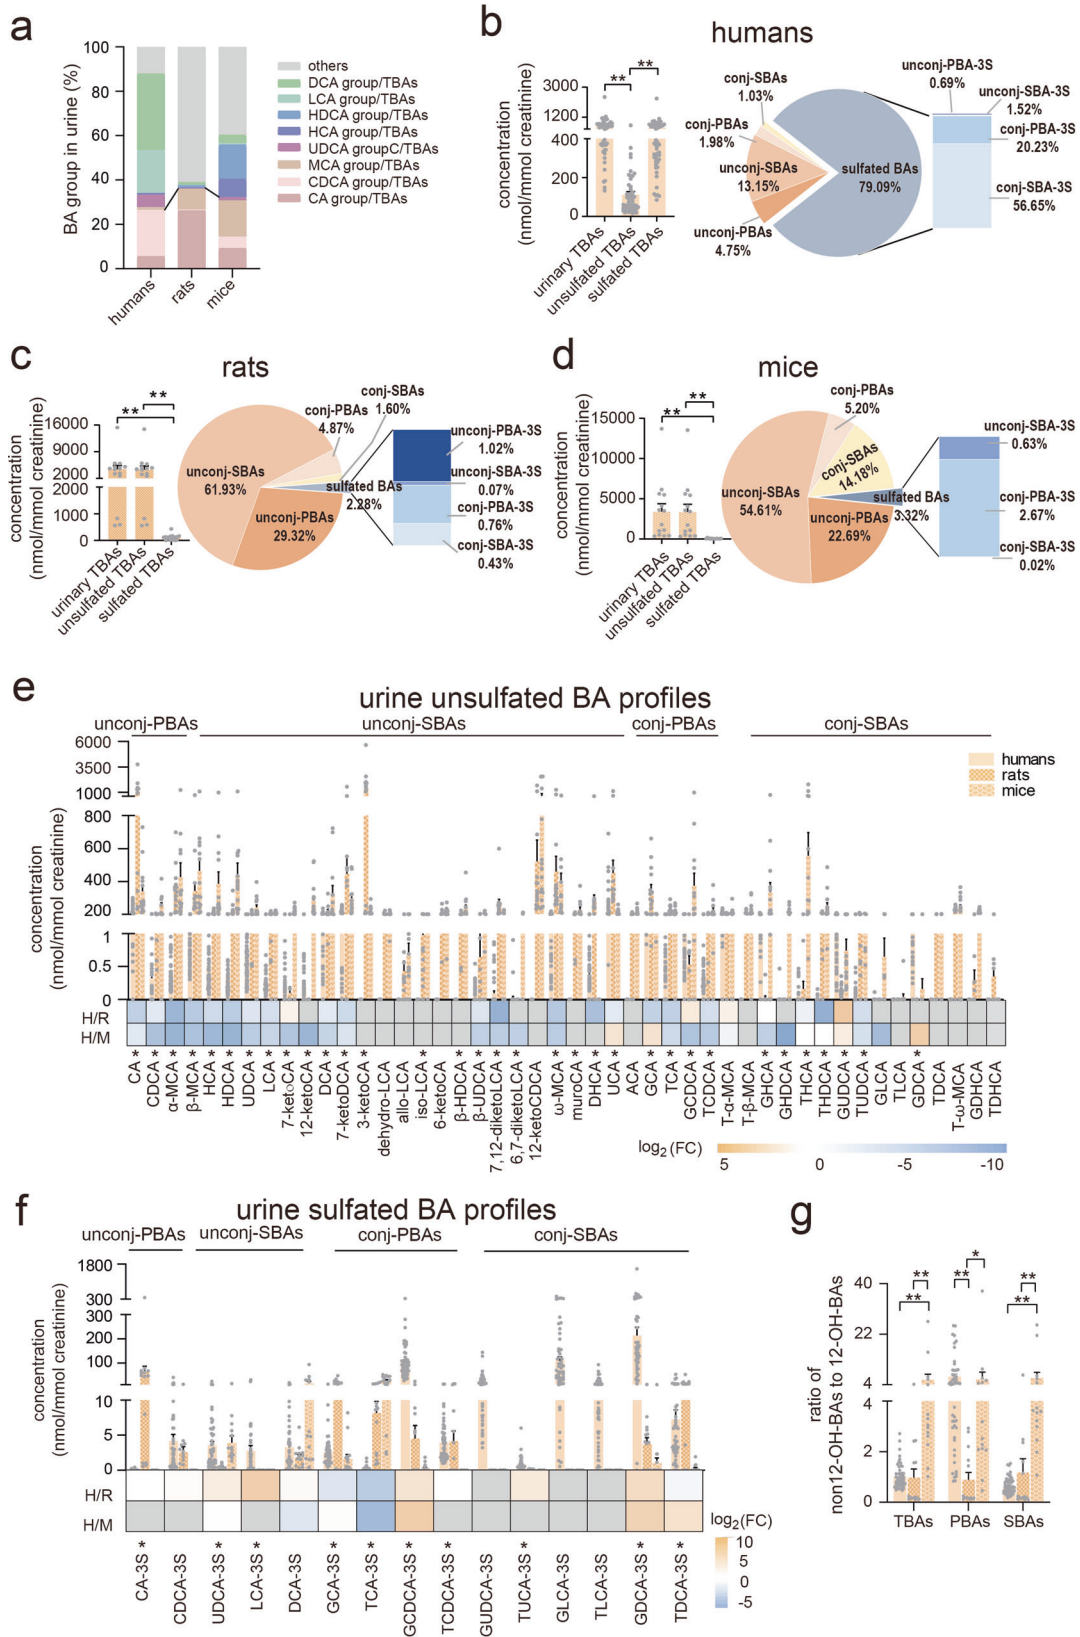 a
BA group in urine (%)
100
80
60
40
20
0
humans
rats
mice
others
DCA group/TBAs
LCA group/TBAs
HDCA group/TBAs
HCA group/TBAs
UDCA groupC/TBAs
MCA group/TBAs
CDCA group/TBAs
CA group/TBAs
b
humans
concentration
(nmol/mmol creatinine)
3000
1200
400
200
0
** **
urinary TBAs
unsulfated TBAs
sulfated TBAs
conj-SBAs
1.03%
conj-PBAs
1.98%
unconj-SBAs
13.15%
unconj-PBAs
4.75%
sulfated BAs
79.09%
unconj-PBA-3S
0.69%
unconj-SBA-3S
1.52%
conj-PBA-3S
20.23%
conj-SBA-3S
56.65%
c
rats
concentration
(nmol/mmol creatinine)
16000
9000
2000
2000
1000
0
**
**
urinary TBAs
unsulfated TBAs
sulfated TBAs
conj-SBAs
1.60%
conj-PBAs
4.87%
unconj-SBAs
61.93%
sulfated BAs
2.28%
unconj-PBAs
29.32%
unconj-PBA-3S
1.02%
unconj-SBA-3S
0.07%
conj-PBA-3S
0.76%
conj-SBA-3S
0.43%
d
mice
concentration
(nmol/mmol creatinine)
15000
10000
5000
0
**
**
urinary TBAs
unsulfated TBAs
sulfated TBAs
conj-PBAs
5.20%
conj-SBAs
14.18%
unconj-SBAs
54.61%
sulfated BAs
3.32%
unconj-PBAs
22.69%
unconj-SBA-3S
0.63%
conj-PBA-3S
2.67%
conj-SBA-3S
0.02%
e
urine unsulfated BA profiles
unconj-PBAs
unconj-SBAs
conj-PBAs
conj-SBAs
humans
rats
mice
concentration
(nmol/mmol creatinine)
6000
3500
1000
800
600
400
200
1
0.5
0
H/R
H/M
CA *
CDCA *
α-MCA *
β-MCA *
HCA *
HDCA *
UDCA *
LCA *
7-ketoCA *
12-ketoCA *
DCA *
7-ketoDCA *
3-ketoCA *
dehydro-LCA
allo-LCA
iso-LCA *
6-ketoCA
β-HDCA *
β-UDCA *
7,12-diketoLCA *
6,7-diketoLCA *
12-ketoCDCA
ω-MCA *
muroCA *
DHCA *
UCA *
ACA
GCA *
TCA *
GCDCA *
TCDCA *
T-α-MCA
T-β-MCA
GHCA *
GHDCA *
THCA *
THDCA *
GUDCA *
TUDCA *
GLCA *
TLCA
GDCA *
TDCA
T-ω-MCA
GDHCA
TDHCA
log2(FC)
5
0
-5
-10
f
urine sulfated BA profiles
unconj-PBAs
unconj-SBAs
conj-PBAs
conj-SBAs
concentration
(nmol/mmol creatinine)
1800
300
300
200
100
10
5
0
H/R
H/M
CA-3S *
CDCA-3S
UDCA-3S *
LCA-3S *
DCA-3S
GCA-3S *
TCA-3S *
GCDCA-3S *
TCDCA-3S *
GUDCA-3S
TUCA-3S *
GLCA-3S
TLCA-3S
GDCA-3S *
TDCA-3S *
log2(FC)
10
5
0
-5
g
ratio of
non12-OH-BAs to 12-OH-BAs
40
22
4
4
2
0
**
**
**
*
**
**
TBAs
PBAs
SBAs